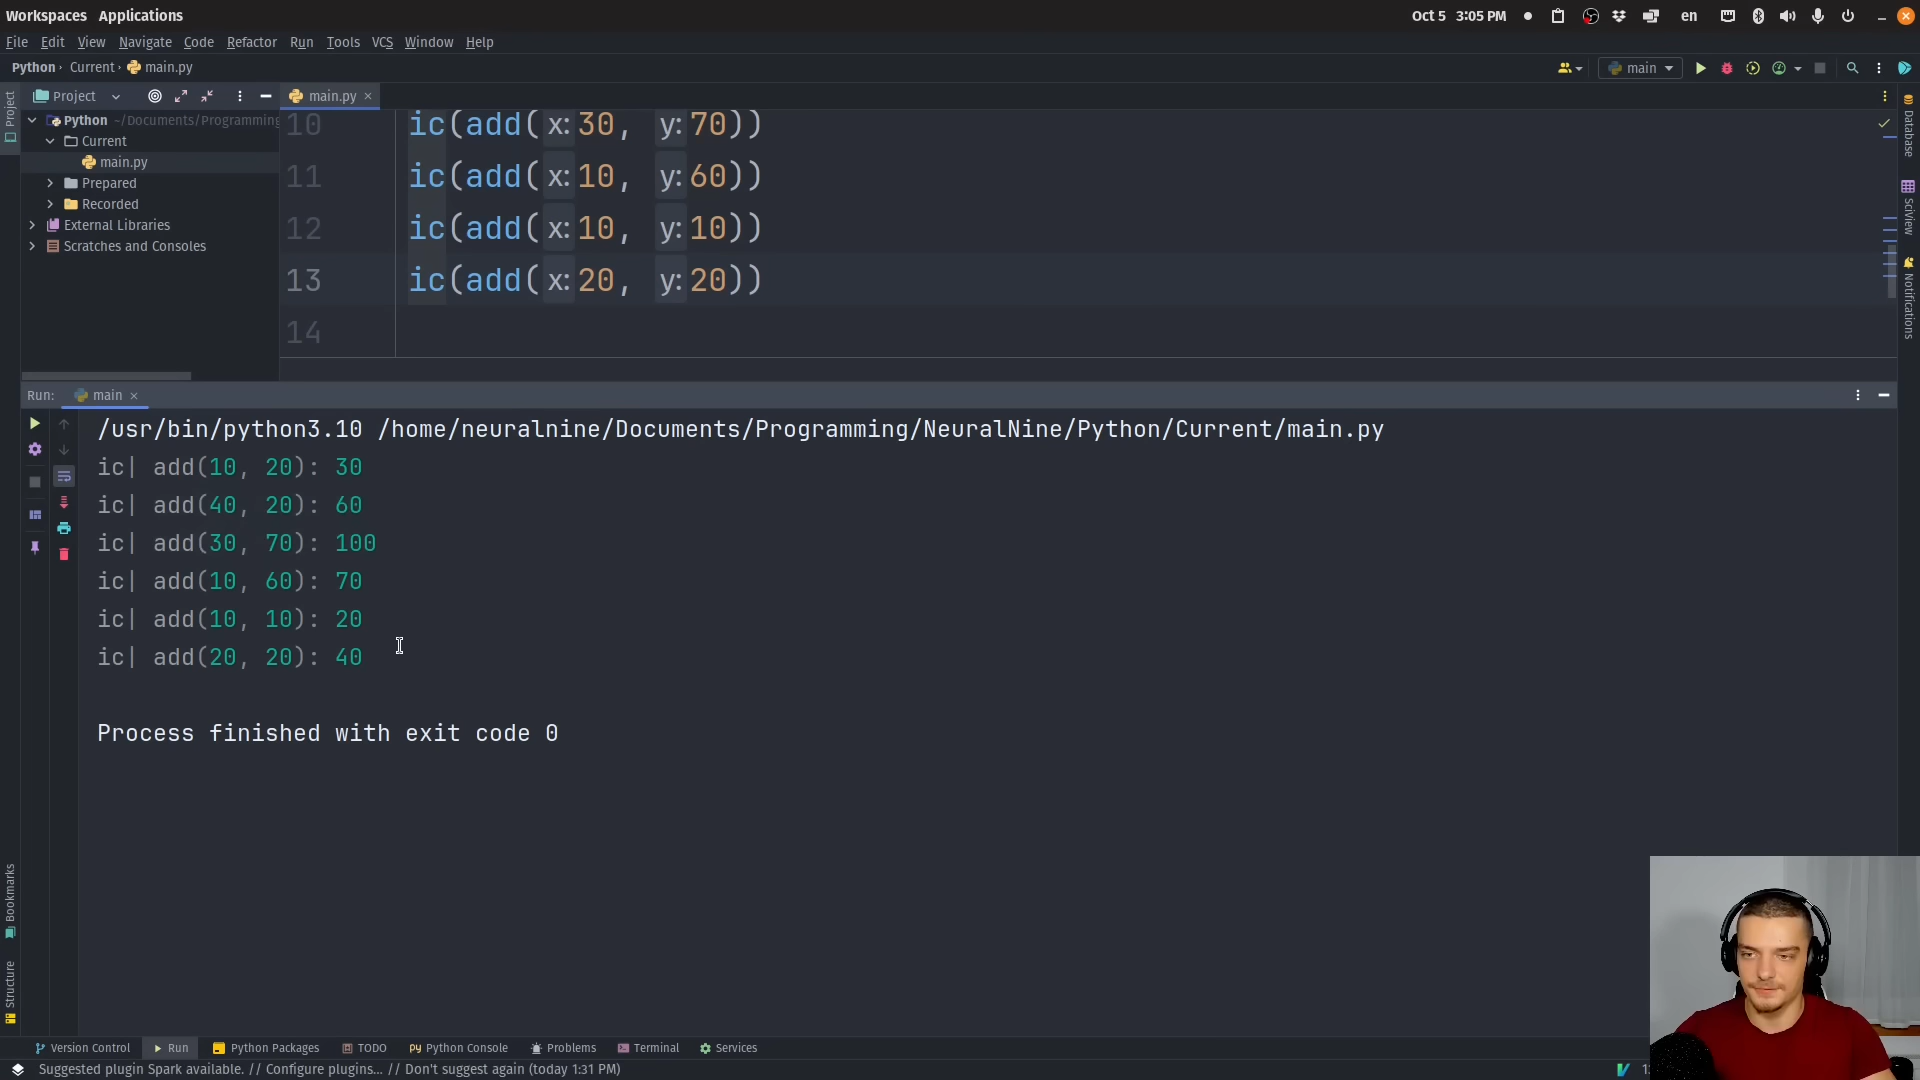 Workspaces Applications
Oct 5 3:05 PM
en
File Edit View Navigate Code Refactor Run Tools VCS Window Help
Python Current main.py
main
Project
main.py
Python ~/Documents/Programming
Current
main.py
Prepared
Recorded
External Libraries
Scratches and Consoles
Project
10 ic(add( x: 30, y: 70))
11 ic(add( x: 10, y: 60))
12 ic(add( x: 10, y: 10))
13 ic(add( x: 20, y: 20))
14
Database
SciView
Notifications
Run: main
/usr/bin/python3.10 /home/neuralnine/Documents/Programming/NeuralNine/Python/Current/main.py
ic| add(10, 20): 30
ic| add(40, 20): 60
ic| add(30, 70): 100
ic| add(10, 60): 70
ic| add(10, 10): 20
ic| add(20, 20): 40
Process finished with exit code 0
Bookmarks
Structure
Version Control Run Python Packages TODO Python Console Problems Terminal Services
Suggested plugin Spark available. // Configure plugins... // Don't suggest again (today 1:31 PM)